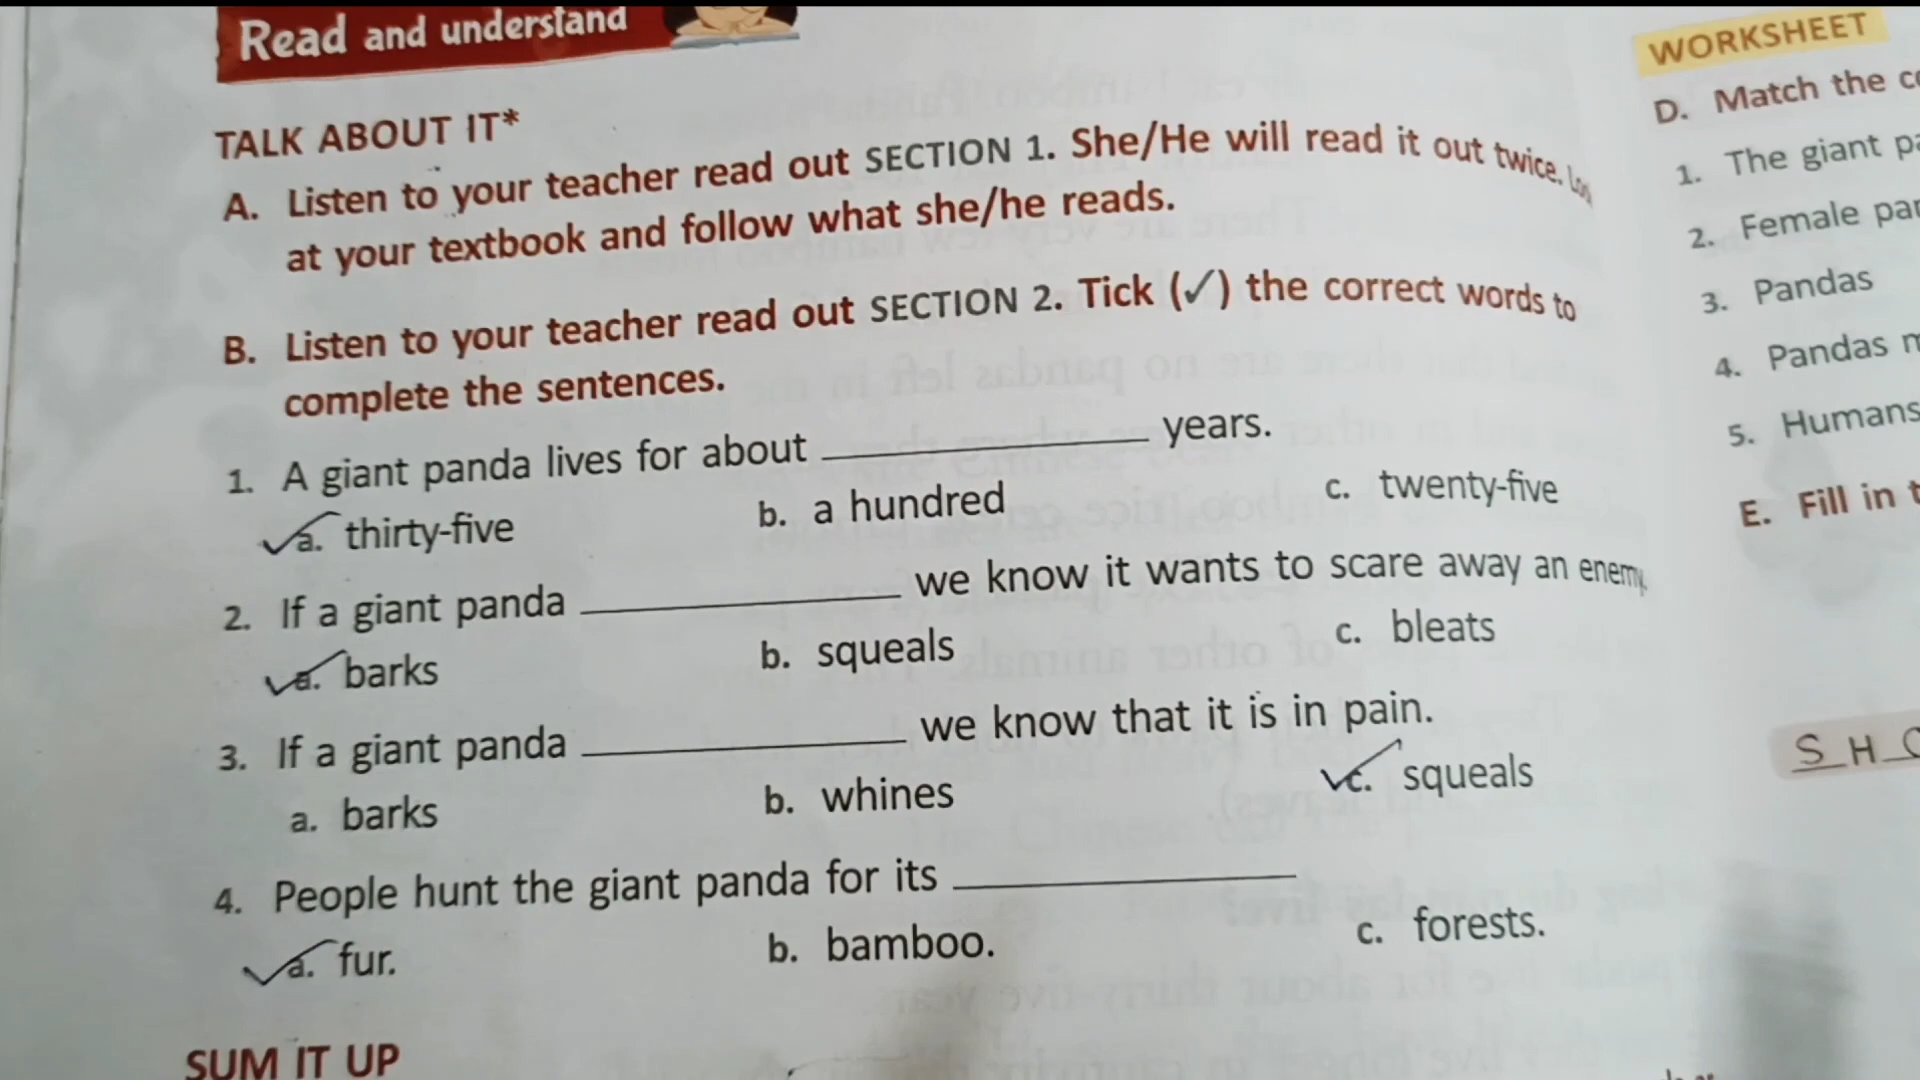 Read and understand
TALK ABOUT IT*
A. Listen to your teacher read out SECTION 1. She/He will read it out twice.
at your textbook and follow what she/he reads.
B. Listen to your teacher read out SECTION 2. Tick (✓) the correct words to
complete the sentences.
1. A giant panda lives for about ________ years.
✓a. thirty-five b. a hundred c. twenty-five
2. If a giant panda ________ we know it wants to scare away an enemy.
✓a. barks b. squeals c. bleats
3. If a giant panda ________ we know that it is in pain.
a. barks b. whines ✓c. squeals
4. People hunt the giant panda for its ________
✓a. fur. b. bamboo. c. forests.
SUM IT UP
WORKSHEET
D. Match the
1. The giant
2. Female
3. Pandas
4. Pandas
5. Humans
E. Fill in
S H